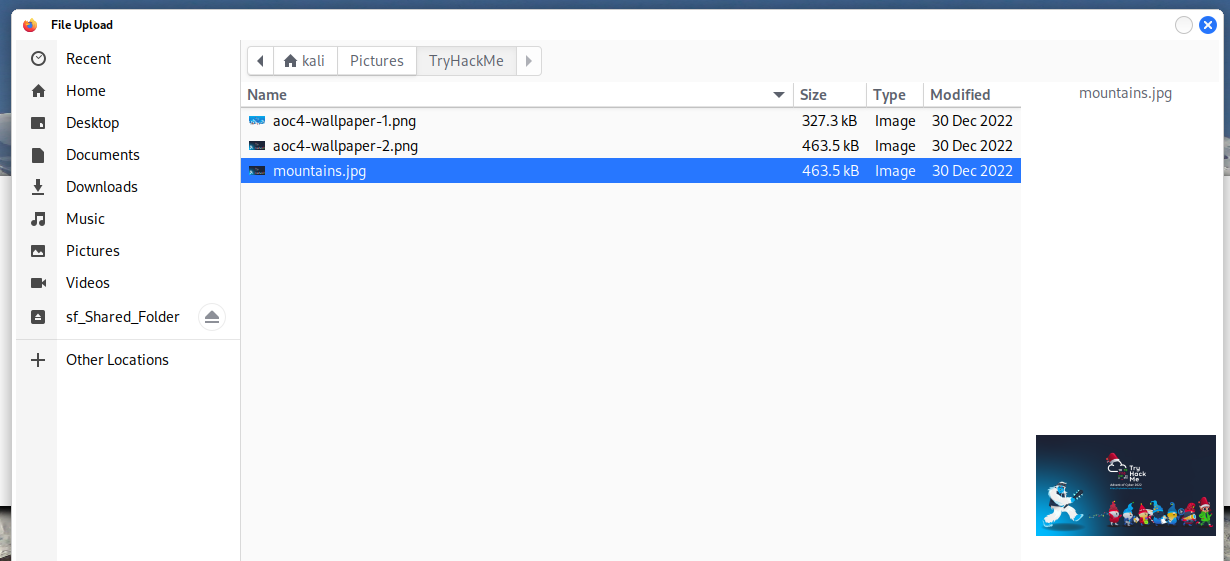 File Upload
Recent
Home
Desktop
Documents
Downloads
Music
Pictures
Videos
sf_Shared_Folder
Other Locations
kali Pictures TryHackMe
Name Size Type Modified
aoc4-wallpaper-1.png 327.3 kB Image 30 Dec 2022
aoc4-wallpaper-2.png 463.5 kB Image 30 Dec 2022
mountains.jpg 463.5 kB Image 30 Dec 2022
mountains.jpg
Try
Hack
Me
Advent of Cyber 2022